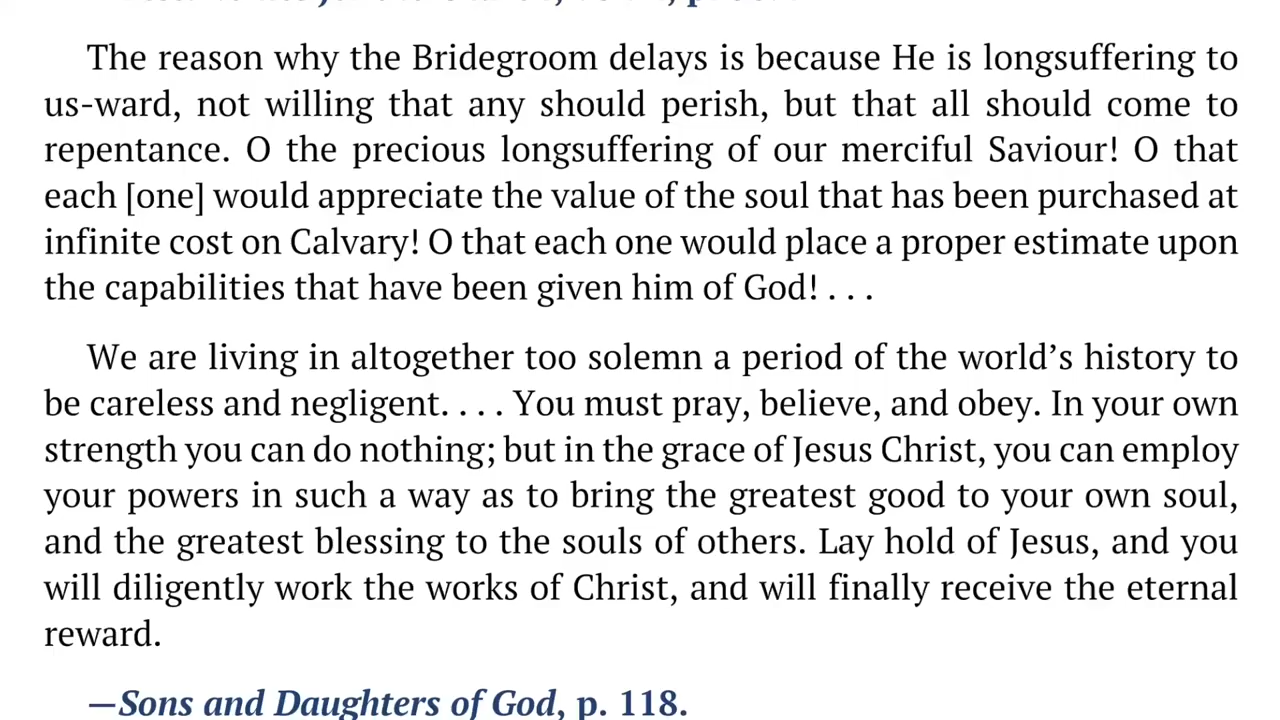 The reason why the Bridegroom delays is because He is longsuffering to
us-ward, not willing that any should perish, but that all should come to
repentance. O the precious longsuffering of our merciful Saviour! O that
each [one] would appreciate the value of the soul that has been purchased at
infinite cost on Calvary! O that each one would place a proper estimate upon
the capabilities that have been given him of God! . . .
We are living in altogether too solemn a period of the world’s history to
be careless and negligent. . . . You must pray, believe, and obey. In your own
strength you can do nothing; but in the grace of Jesus Christ, you can employ
your powers in such a way as to bring the greatest good to your own soul,
and the greatest blessing to the souls of others. Lay hold of Jesus, and you
will diligently work the works of Christ, and will finally receive the eternal
reward.
—Sons and Daughters of God, p. 118.